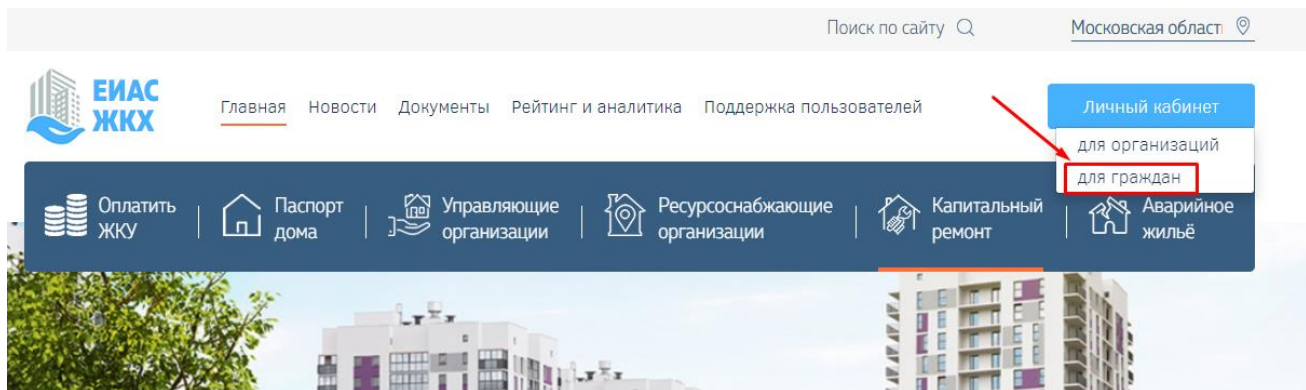 Поиск по сайту
Московская област
ЕИАС
ЖКХ
Главная Новости Документы Рейтинг и аналитика Поддержка пользователей
Личный кабинет
для организаций
для граждан
Оплатить
ЖКУ
Паспорт
дома
Управляющие
организации
Ресурсоснабжающие
организации
Капитальный
ремонт
Аварийное
жильё